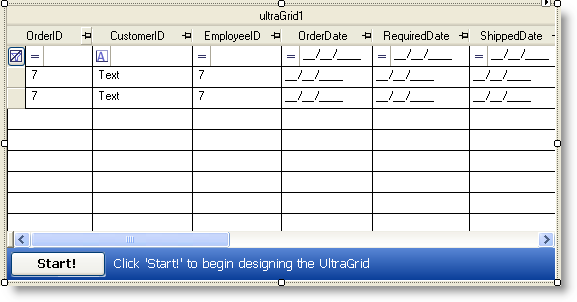 ultraGrid1
OrderID CustomerID EmployeeID OrderDate RequiredDate ShippedDate
= A = = __/__/____ = __/__/____ = __/__/____
7 Text 7 __/__/____ __/__/____ __/__/____
7 Text 7 __/__/____ __/__/____ __/__/____
Start! Click 'Start!' to begin designing the UltraGrid